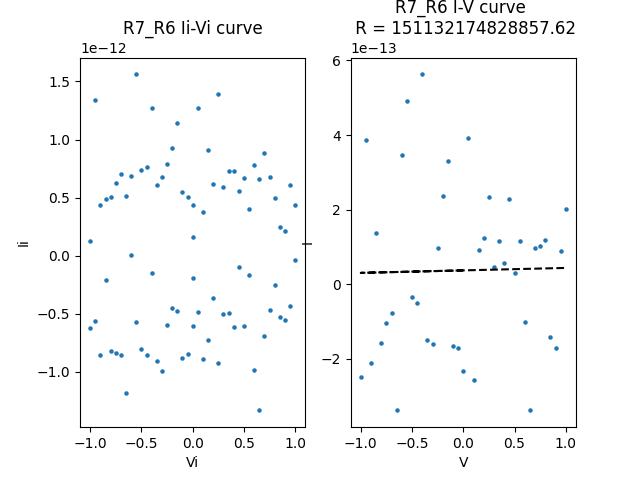 R7_R6 Ii-Vi curve
R7_R6 I-V curve
R = 151132174828857.62
1e−12
1e−13
1.5
1.0
0.5
0.0
−0.5
−1.0
Ii
−1.0 −0.5 0.0 0.5 1.0
Vi
6
4
2
0
−2
I
−1.0 −0.5 0.0 0.5 1.0
V